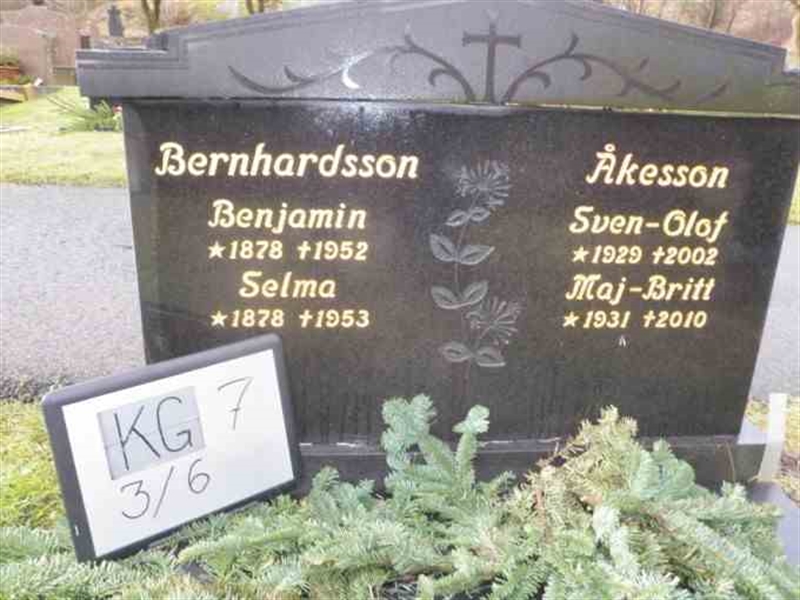 Bernhardsson
Benjamin
★1878 †1952
Selma
★1878 †1953
Åkesson
Sven-Olof
★1929 †2002
Maj-Britt
★1931 †2010
KG 7
3/6